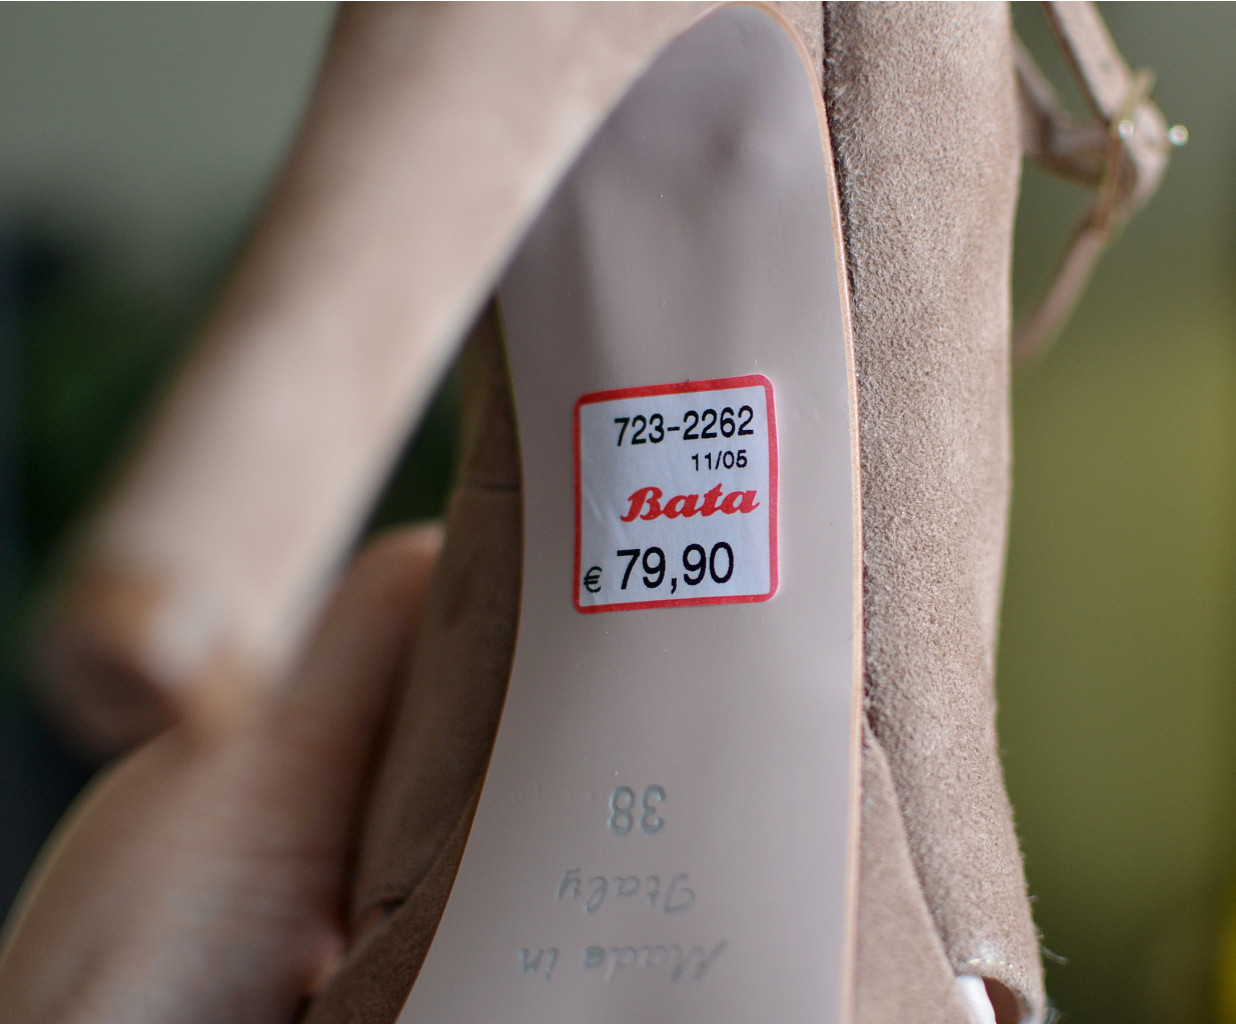 723-2262
11/05
Bata
€ 79,90
Made in
Italy
38